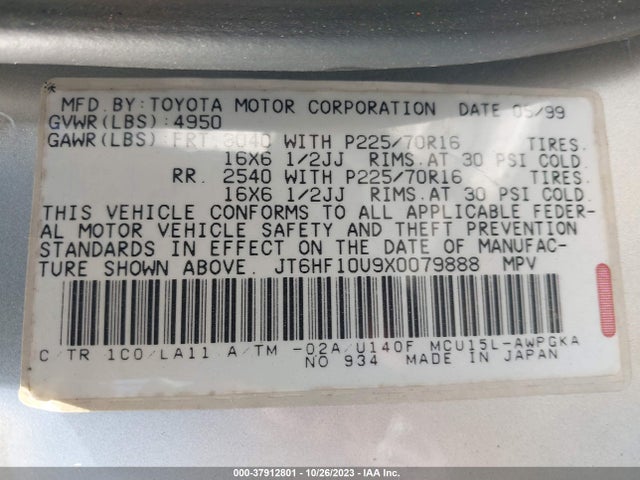 MFD.BY:TOYOTA MOTOR CORPORATION DATE 05/99
GVWR(LBS):4950
GAWR(LBS) FRT 3040 WITH P225/70R16 TIRES.
16X6 1/2JJ RIMS.AT 30 PSI COLD.
RR. 2540 WITH P225/70R16 TIRES.
16X6 1/2JJ RIMS.AT 30 PSI COLD.
THIS VEHICLE CONFORMS TO ALL APPLICABLE FEDER-
AL MOTOR VEHICLE SAFETY AND THEFT PREVENTION
STANDARDS IN EFFECT ON THE DATE OF MANUFAC-
TURE SHOWN ABOVE. JT6HF10U9X0079888 MPV
C/TR 1C0/LA11 A/TM -02A/U140F MCU15L-AWPGKA
NO 934 MADE IN JAPAN
000-37912801 - 10/26/2023 - IAA Inc.